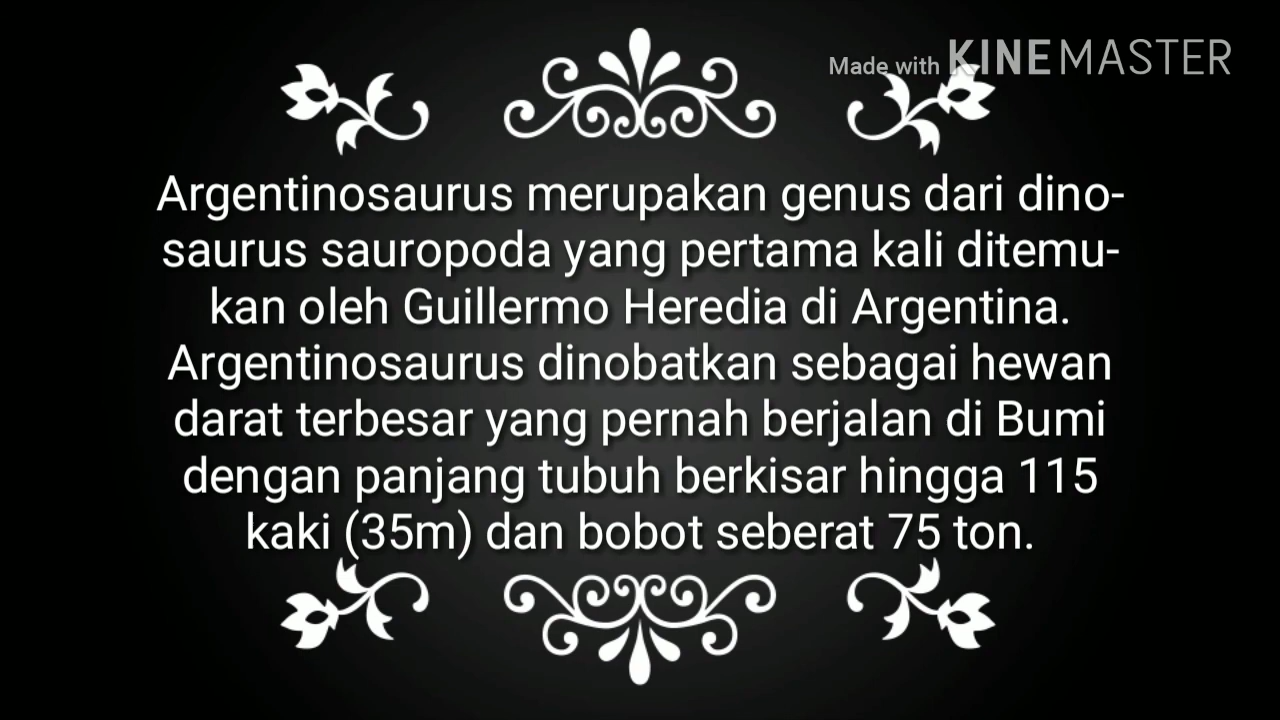 Made with KINEMASTER
Argentinosaurus merupakan genus dari dino-
saurus sauropoda yang pertama kali ditemu-
kan oleh Guillermo Heredia di Argentina.
Argentinosaurus dinobatkan sebagai hewan
darat terbesar yang pernah berjalan di Bumi
dengan panjang tubuh berkisar hingga 115
kaki (35m) dan bobot seberat 75 ton.